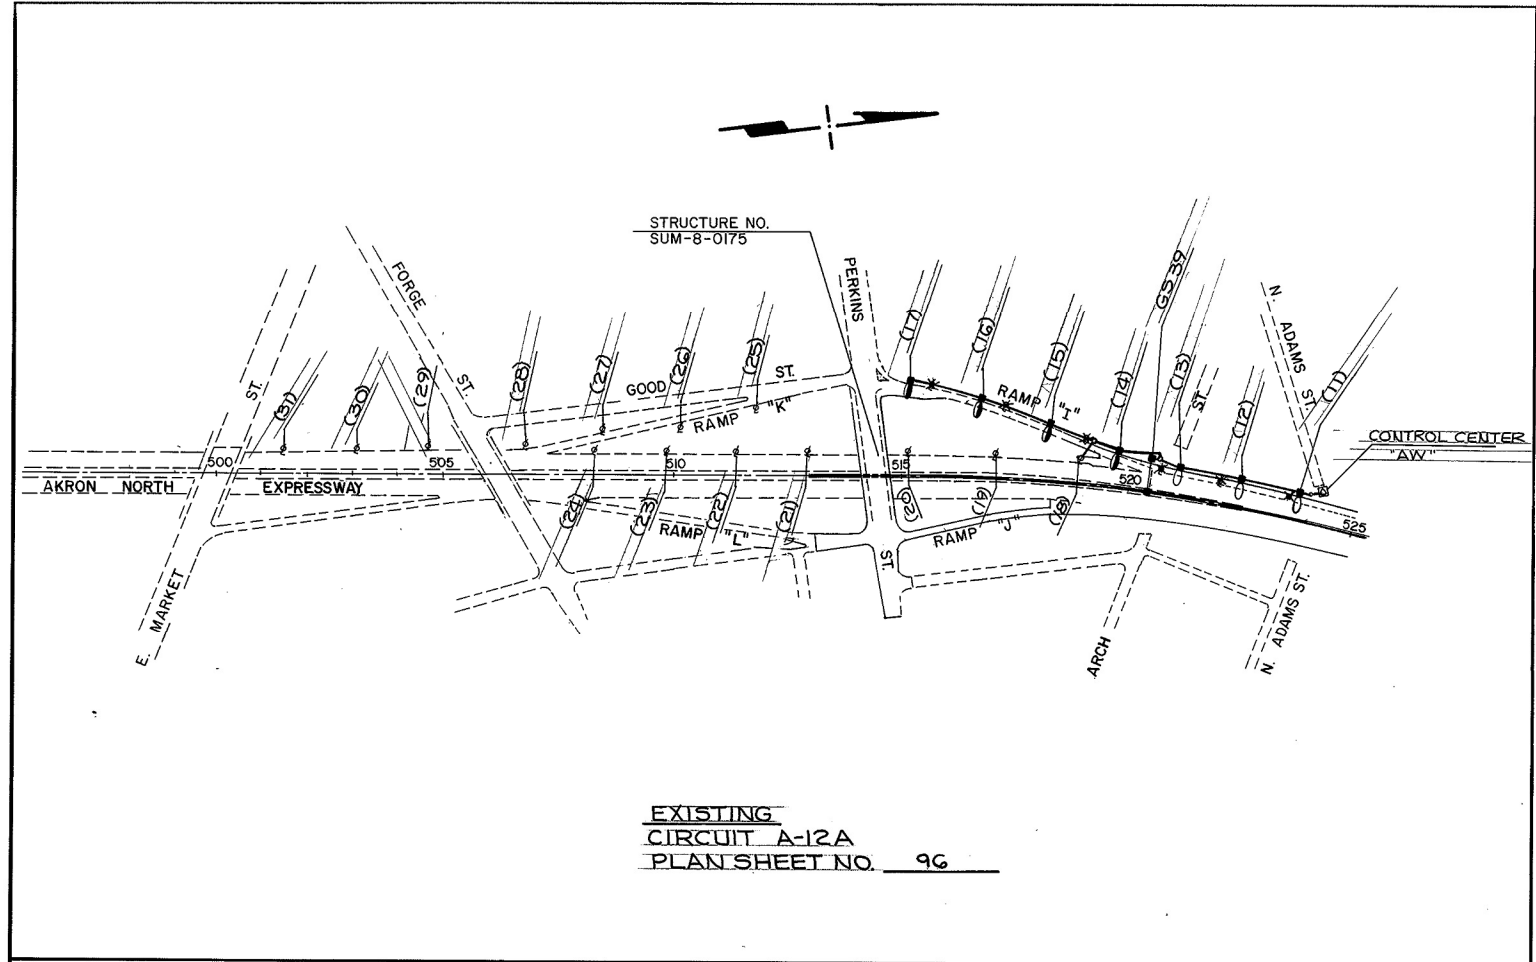 STRUCTURE NO.
SUM-8-0175
FORGE
ST.
PERKINS
ST.
N. ADAMS ST.
(17)
(16)
(15)
(14)
GS39
(13)
ST.
(12)
(11)
E. MARKET
ST.
(31)
(30)
(29)
(28)
(27)
(26)
(25)
GOOD
ST.
RAMP "K"
RAMP "I"
CONTROL CENTER
"AW"
500
505
510
515
520
525
AKRON NORTH EXPRESSWAY
(24)
(23)
(22)
(21)
(20)
(19)
(18)
RAMP "L"
RAMP "J"
ARCH
N. ADAMS ST.
EXISTING
CIRCUIT A-12A
PLAN SHEET NO. 96